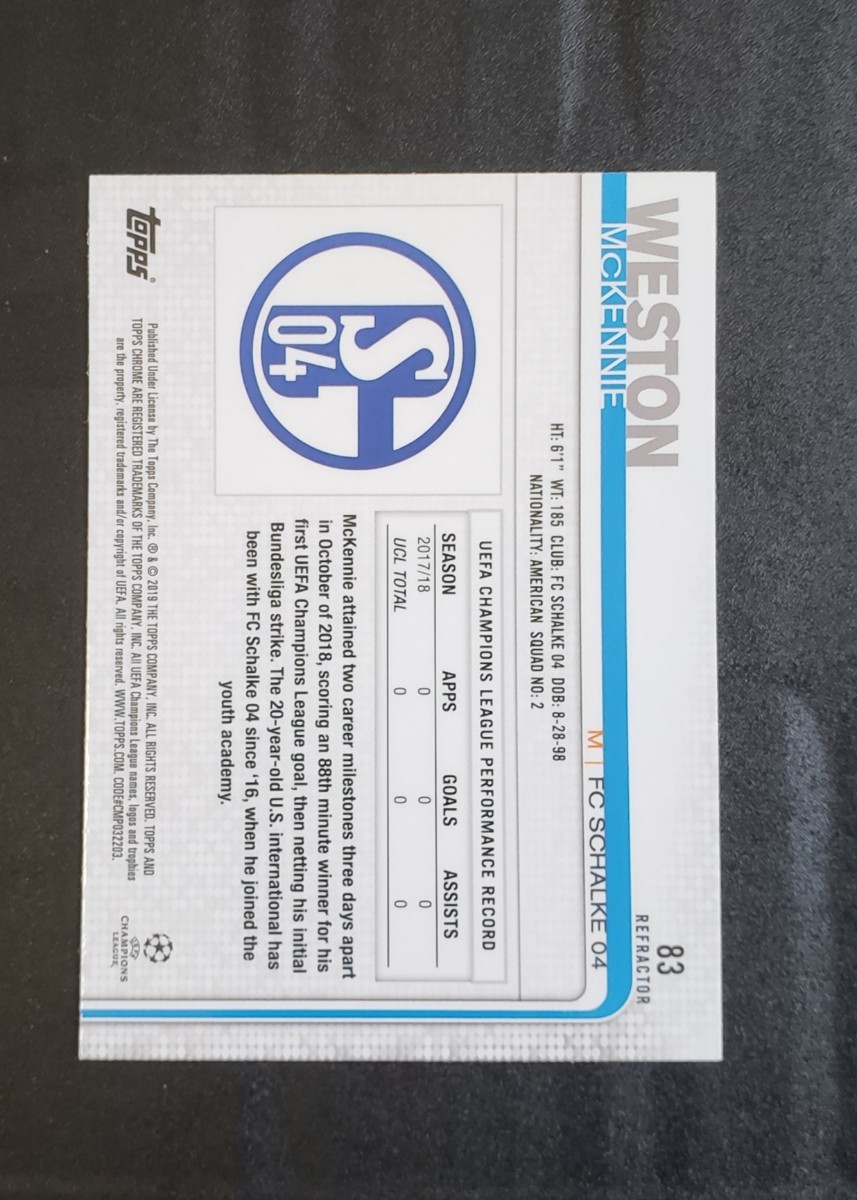 83
REFRACTOR
WESTON
MCKENNIE
M | FC SCHALKE 04
HT: 6'1" WT: 185 CLUB: FC SCHALKE 04 DOB: 8-28-98
NATIONALITY: AMERICAN SQUAD NO: 2
S
04
UEFA CHAMPIONS LEAGUE PERFORMANCE RECORD
SEASON APPS GOALS ASSISTS
2017/18 0 0 0
UCL TOTAL 0 0 0
McKennie attained two career milestones three days apart
in October of 2018, scoring an 88th minute winner for his
first UEFA Champions League goal, then netting his initial
Bundesliga strike. The 20-year-old U.S. international has
been with FC Schalke 04 since '16, when he joined the
youth academy.
topps®
Published Under License by The Topps Company, Inc. ® & © 2019 THE TOPPS COMPANY, INC. ALL RIGHTS RESERVED. TOPPS AND
TOPPS CHROME ARE REGISTERED TRADEMARKS OF THE TOPPS COMPANY, INC. All UEFA Champions League names, logos and trophies
are the property, registered trademarks and/or copyright of UEFA. All rights reserved. WWW.TOPPS.COM. CODE#CMP032203.
UEFA
CHAMPIONS
LEAGUE